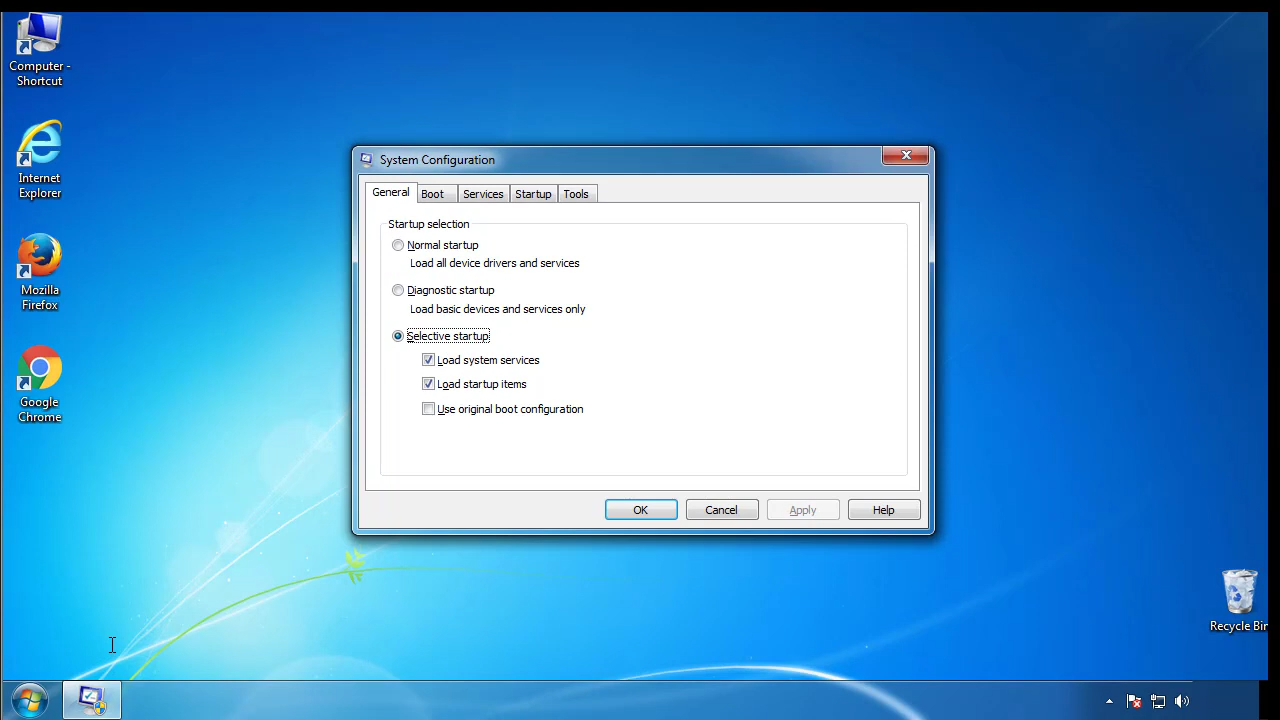 Computer -
Shortcut
Internet
Explorer
Mozilla
Firefox
Google
Chrome
System Configuration
General Boot Services Startup Tools
Startup selection
Normal startup
Load all device drivers and services
Diagnostic startup
Load basic devices and services only
Selective startup
Load system services
Load startup items
Use original boot configuration
OK Cancel Apply Help
Recycle Bin